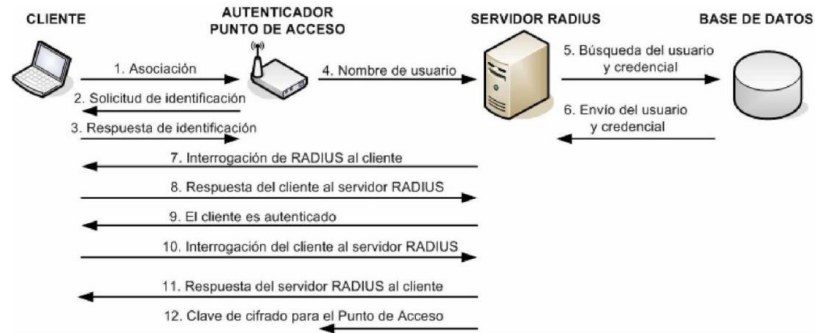 CLIENTE
AUTENTICADOR
PUNTO DE ACCESO
SERVIDOR RADIUS
BASE DE DATOS
1. Asociación
2. Solicitud de identificación
3. Respuesta de identificación
4. Nombre de usuario
5. Búsqueda del usuario
y credencial
6. Envío del usuario
y credencial
7. Interrogación de RADIUS al cliente
8. Respuesta del cliente al servidor RADIUS
9. El cliente es autenticado
10. Interrogación del cliente al servidor RADIUS
11. Respuesta del servidor RADIUS al cliente
12. Clave de cifrado para el Punto de Acceso